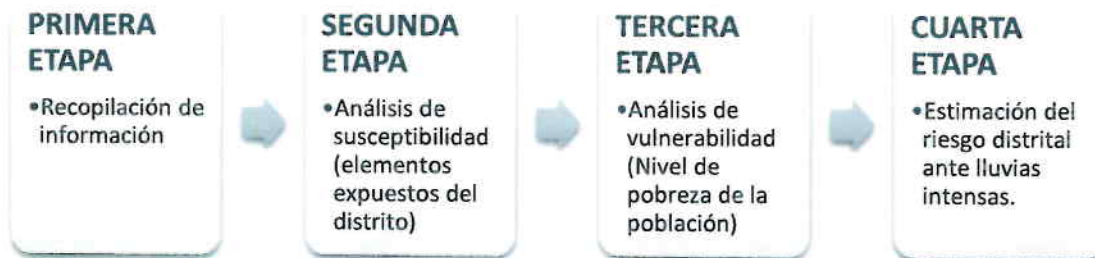 PRIMERA
ETAPA
•Recopilación de
información
SEGUNDA
ETAPA
•Análisis de
susceptibilidad
(elementos
expuestos del
distrito)
TERCERA
ETAPA
•Análisis de
vulnerabilidad
(Nivel de
pobreza de la
población)
CUARTA
ETAPA
•Estimación del
riesgo distrital
ante lluvias
intensas.